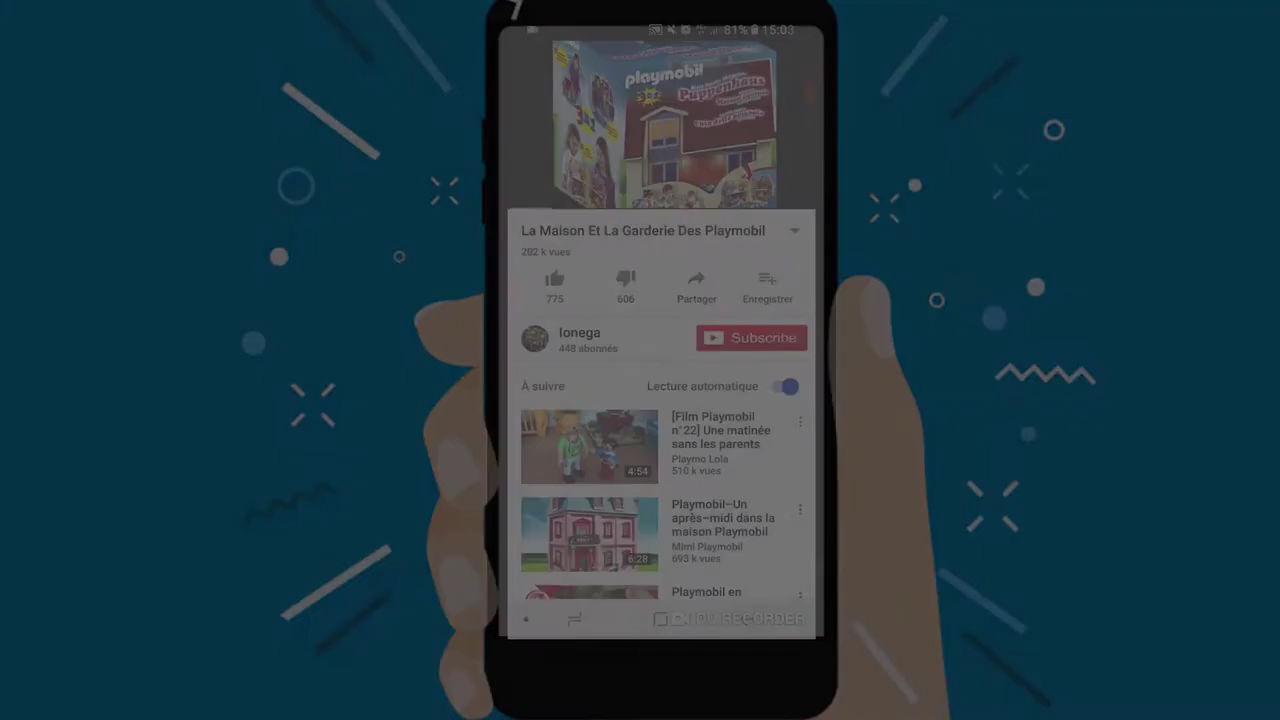 81% 15:03
playmobil
Puppenhaus
3in1
La Maison Et La Garderie Des Playmobil
202 k vues
775 606 Partager Enregistrer
Ionega
448 abonnés
Subscribe
À suivre Lecture automatique
[Film Playmobil
n°22] Une matinée
sans les parents
Playmo Lola
510 k vues
4:54
Playmobil–Un
après–midi dans la
maison Playmobil
Mimi Playmobil
693 k vues
6:28
Playmobil en
DU RECORDER